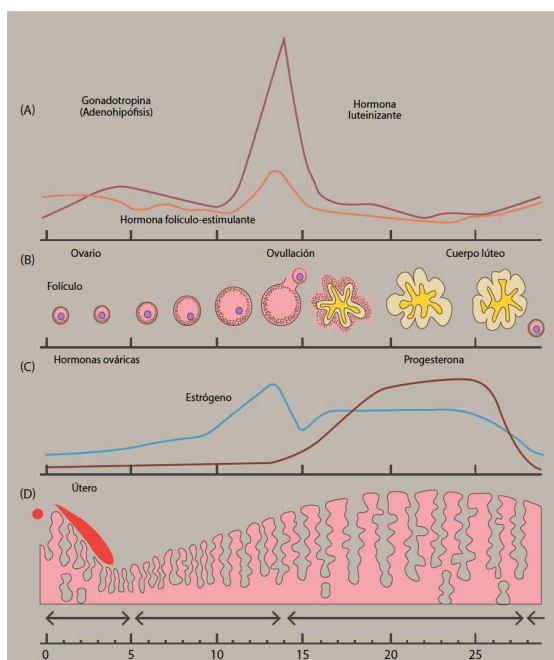 (A)
Gonadotropina
(Adenohipófisis)
Hormona
luteinizante
Hormona folículo-estimulante
(B)
Ovario
Ovullación
Cuerpo lúteo
Folículo
(C)
Hormonas ováricas
Progesterona
Estrógeno
(D)
Útero
0 5 10 15 20 25